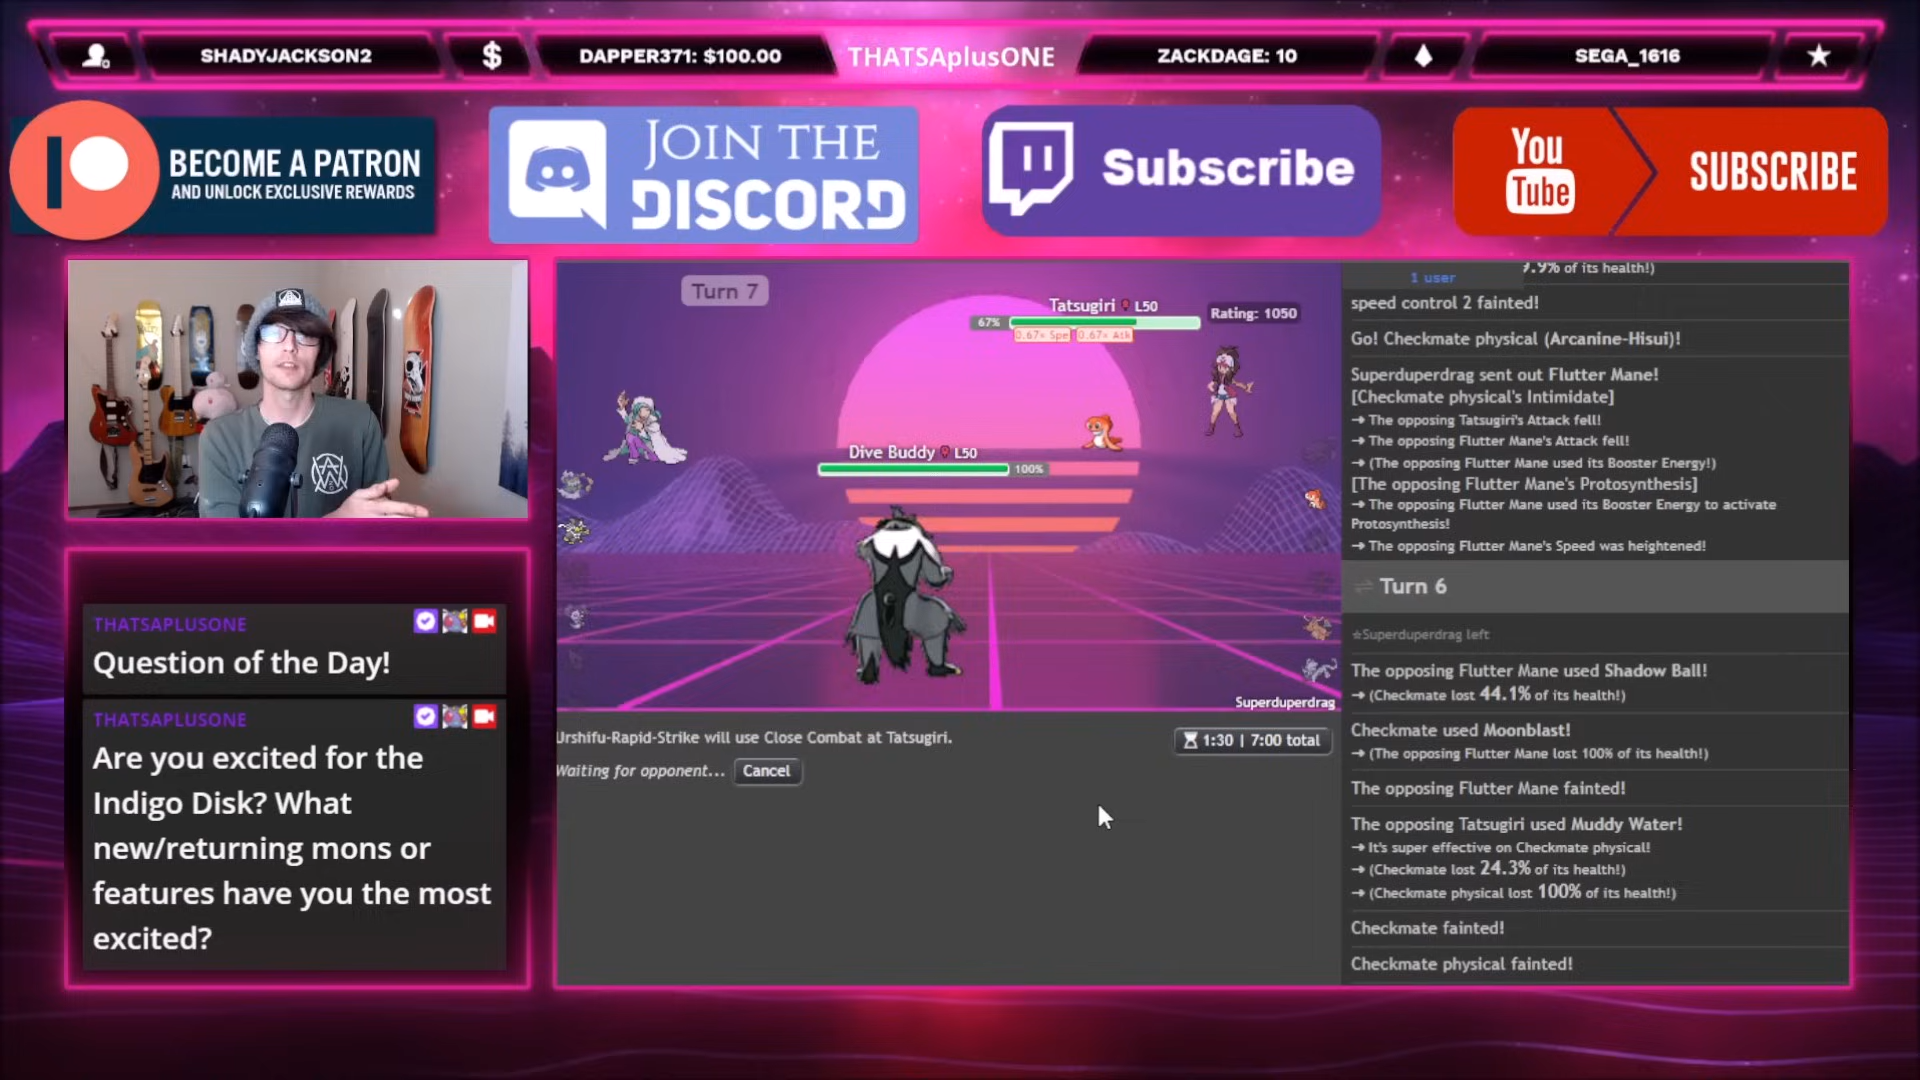 SHADYJACKSON2
$
DAPPER371: $100.00
THATSAplusONE
ZACKDAGE: 10
SEGA_1616
BECOME A PATRON
AND UNLOCK EXCLUSIVE REWARDS
JOIN THE
DISCORD
Subscribe
You
Tube
SUBSCRIBE
Turn 7
Tatsugiri L50
67%
0.67× Spe 0.67× Atk
Rating: 1050
Dive Buddy L50
100%
Superduperdrag
Urshifu-Rapid-Strike will use Close Combat at Tatsugiri.
Waiting for opponent... Cancel
1:30 | 7:00 total
1 user
9.9% of its health!)
speed control 2 fainted!
Go! Checkmate physical (Arcanine-Hisui)!
Superduperdrag sent out Flutter Mane!
[Checkmate physical's Intimidate]
→ The opposing Tatsugiri's Attack fell!
→ The opposing Flutter Mane's Attack fell!
→ (The opposing Flutter Mane used its Booster Energy!)
[The opposing Flutter Mane's Protosynthesis]
→ The opposing Flutter Mane used its Booster Energy to activate
Protosynthesis!
→ The opposing Flutter Mane's Speed was heightened!
Turn 6
☆Superduperdrag left
The opposing Flutter Mane used Shadow Ball!
→ (Checkmate lost 44.1% of its health!)
Checkmate used Moonblast!
→ (The opposing Flutter Mane lost 100% of its health!)
The opposing Flutter Mane fainted!
The opposing Tatsugiri used Muddy Water!
→ It's super effective on Checkmate physical!
→ (Checkmate lost 24.3% of its health!)
→ (Checkmate physical lost 100% of its health!)
Checkmate fainted!
Checkmate physical fainted!
THATSAPLUSONE
Question of the Day!
THATSAPLUSONE
Are you excited for the
Indigo Disk? What
new/returning mons or
features have you the most
excited?